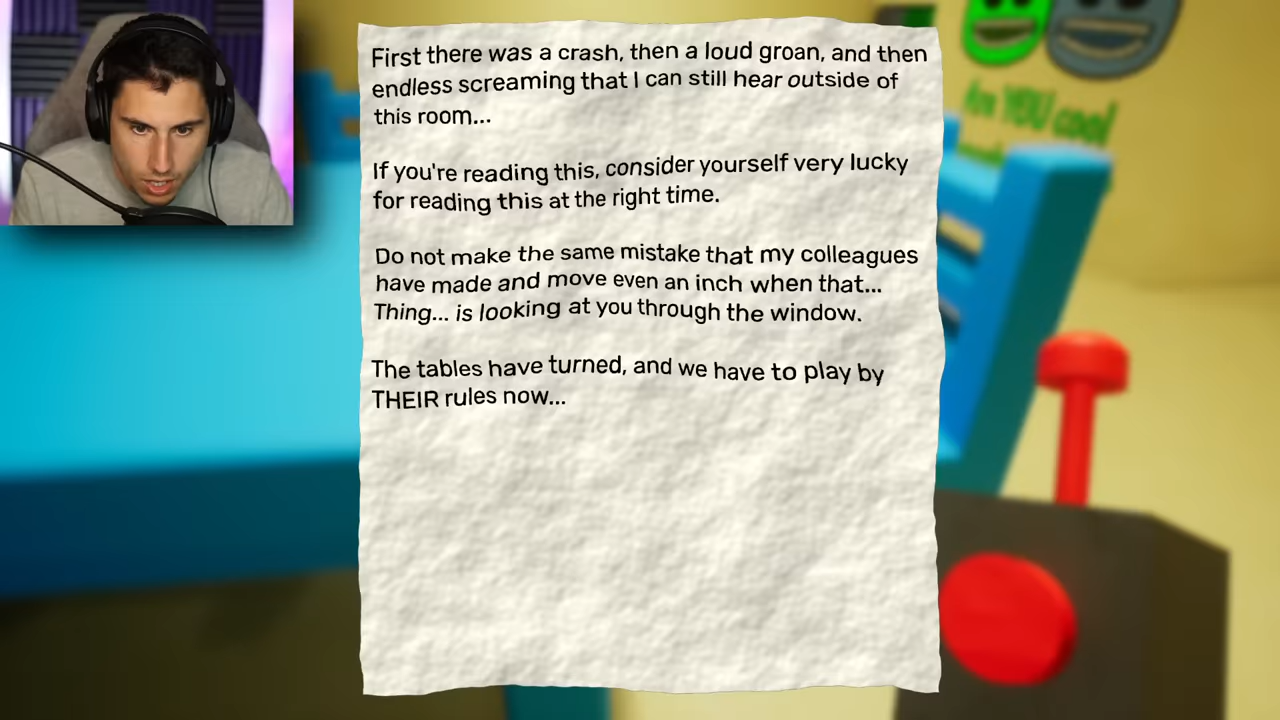 First there was a crash, then a loud groan, and then
endless screaming that I can still hear outside of
this room...
If you're reading this, consider yourself very lucky
for reading this at the right time.
Do not make the same mistake that my colleagues
have made and move even an inch when that...
Thing... is looking at you through the window.
The tables have turned, and we have to play by
THEIR rules now...
Are YOU cool